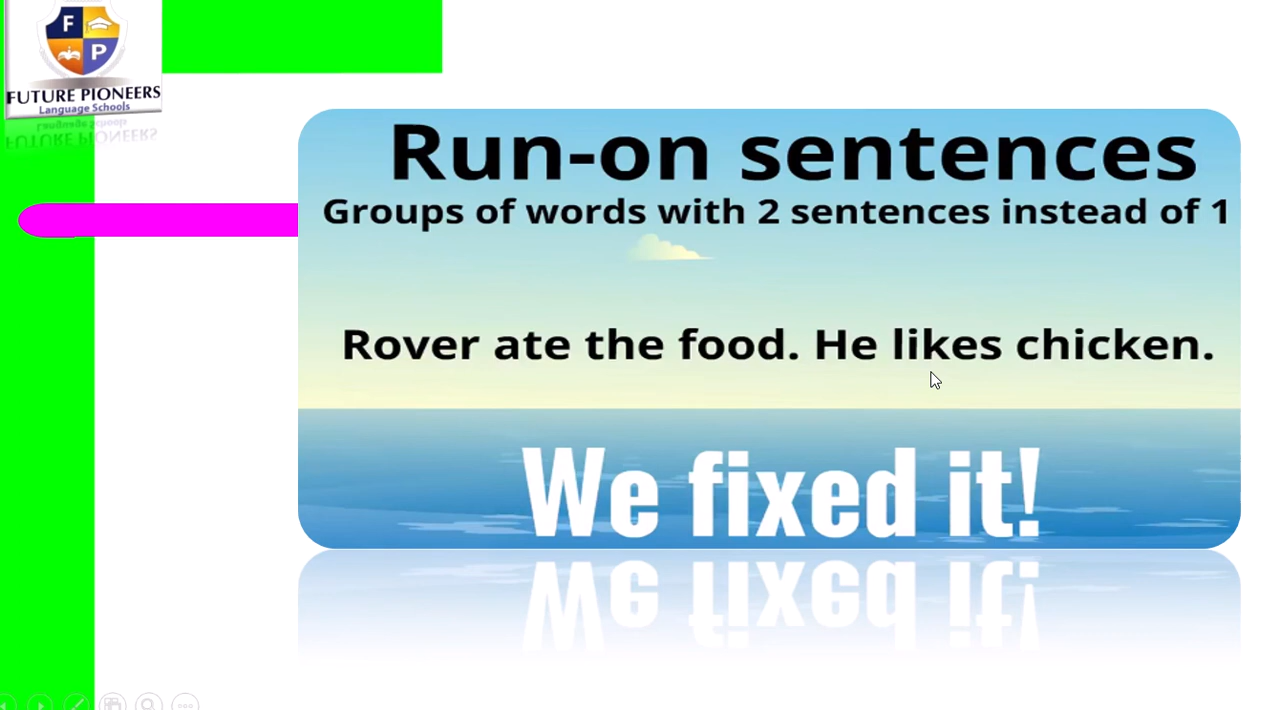 F
P
FUTURE PIONEERS
Language Schools
Run-on sentences
Groups of words with 2 sentences instead of 1
Rover ate the food. He likes chicken.
We fixed it!